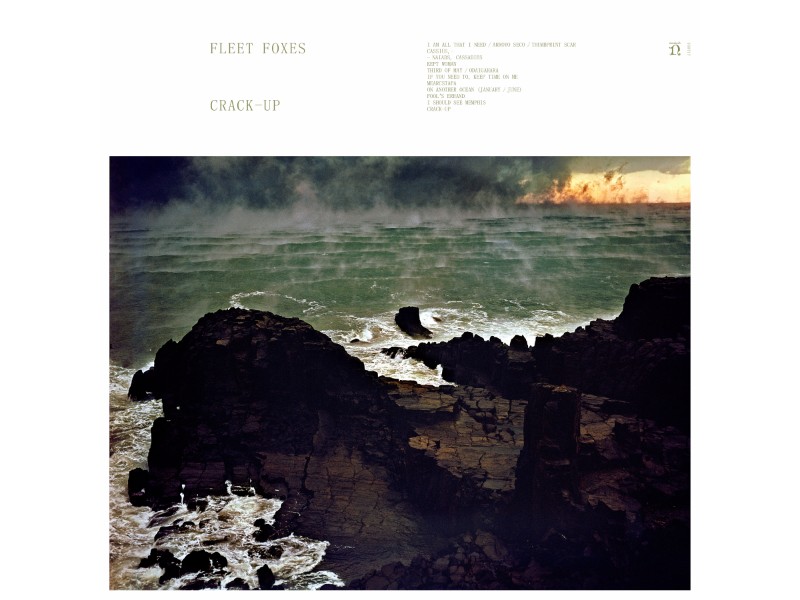 FLEET FOXES
CRACK-UP
I AM ALL THAT I NEED / ARROYO SECO / THUMBPRINT SCAR
CASSIUS, -
- NAIADS, CASSADIES
KEPT WOMAN
THIRD OF MAY / ŌDAIGAHARA
IF YOU NEED TO, KEEP TIME ON ME
MEARCSTAPA
ON ANOTHER OCEAN (JANUARY / JUNE)
FOOL'S ERRAND
I SHOULD SEE MEMPHIS
CRACK-UP